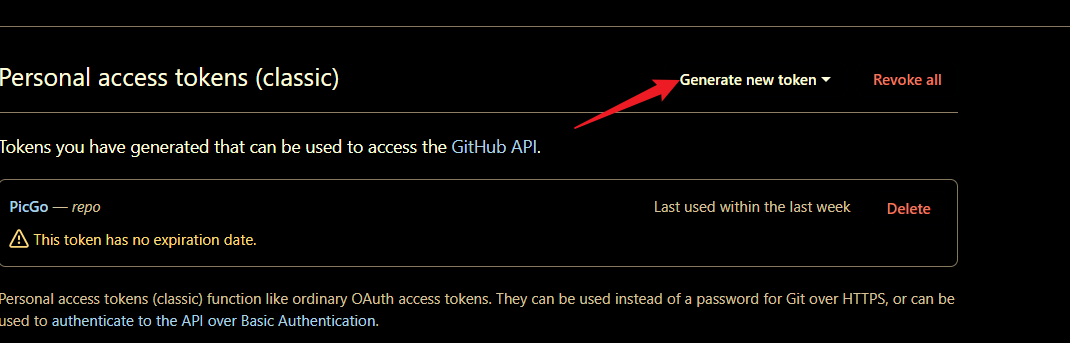 Personal access tokens (classic)
Generate new token
Revoke all
Tokens you have generated that can be used to access the GitHub API.
PicGo — repo
Last used within the last week
Delete
This token has no expiration date.
Personal access tokens (classic) function like ordinary OAuth access tokens. They can be used instead of a password for Git over HTTPS, or can be
used to authenticate to the API over Basic Authentication.